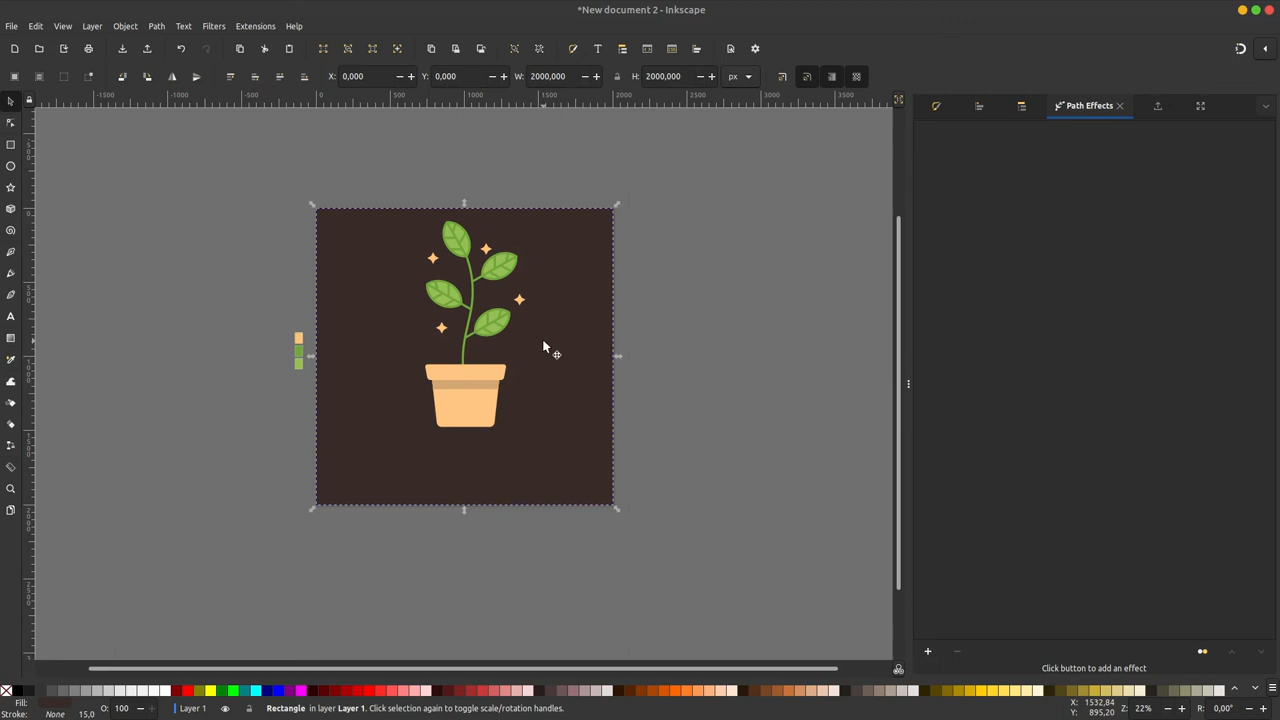 *New document 2 - Inkscape
File Edit View Layer Object Path Text Filters Extensions Help
X: 0,000 Y: 0,000 W: 2000,000 H: 2000,000 px
-1500 -1000 -500 0 500 1000 1500 2000 2500 3000 3500
Path Effects
Click button to add an effect
Fill:
Stroke: None 15,0
O: 100
Layer 1
Rectangle in layer Layer 1. Click selection again to toggle scale/rotation handles.
X: 1532,84
Y: 895,20
Z: 22%
R: 0,00°